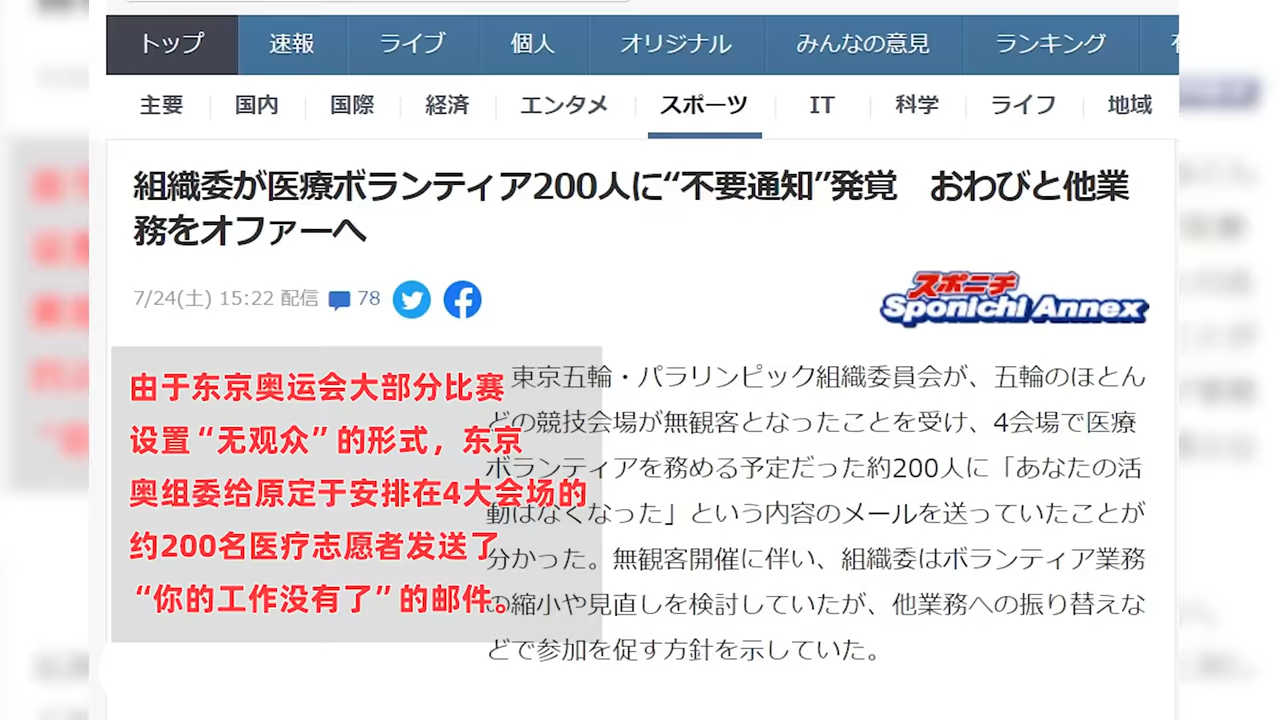 トップ 速報 ライブ 個人 オリジナル みんなの意見 ランキング
主要 国内 国際 経済 エンタメ スポーツ IT 科学 ライフ 地域
組織委が医療ボランティア200人に“不要通知”発覚　おわびと他業
務をオファーへ
7/24(土) 15:22 配信 78
スポニチ
Sponichi Annex
由于东京奥运会大部分比赛
设置“无观众”的形式，东京
奥组委给原定于安排在4大会场的
约200名医疗志愿者发送了
“你的工作没有了”的邮件。
東京五輪・パラリンピック組織委員会が、五輪のほとん
どの競技会場が無観客となったことを受け、4会場で医療
ボランティアを務める予定だった約200人に「あなたの活
動はなくなった」という内容のメールを送っていたことが
分かった。無観客開催に伴い、組織委はボランティア業務
の縮小や見直しを検討していたが、他業務への振り替えな
どで参加を促す方針を示していた。